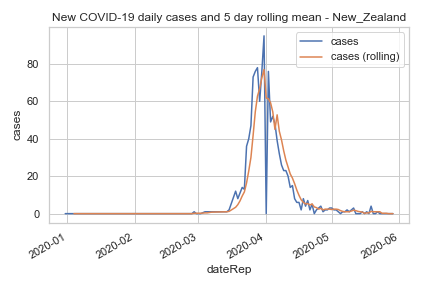 New COVID-19 daily cases and 5 day rolling mean - New_Zealand
cases
cases (rolling)
80
60
40
20
0
cases
2020-01
2020-02
2020-03
2020-04
2020-05
2020-06
dateRep